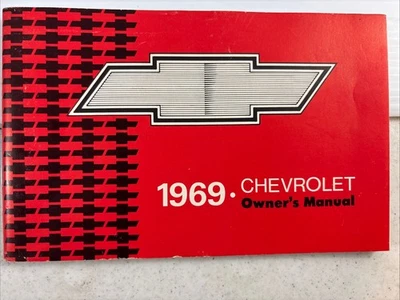 1969 • CHEVROLET
Owner's Manual